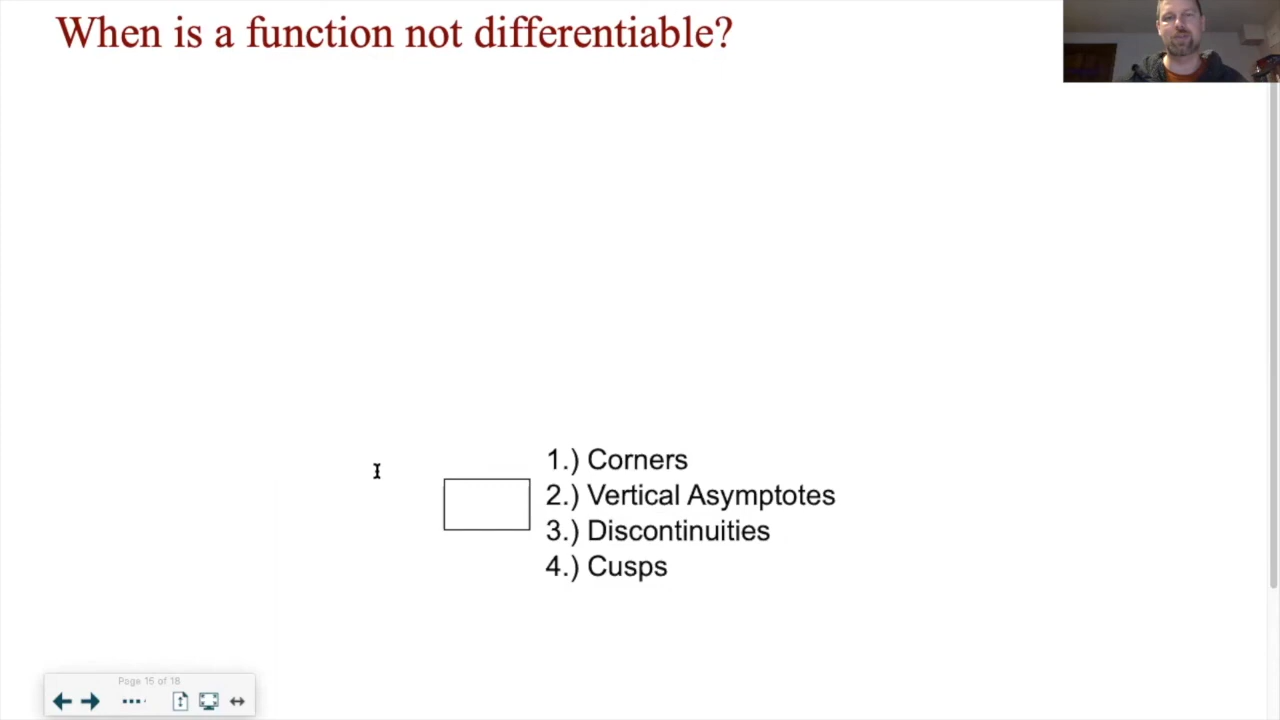 When is a function not differentiable?
1.) Corners
2.) Vertical Asymptotes
3.) Discontinuities
4.) Cusps
Page 15 of 18